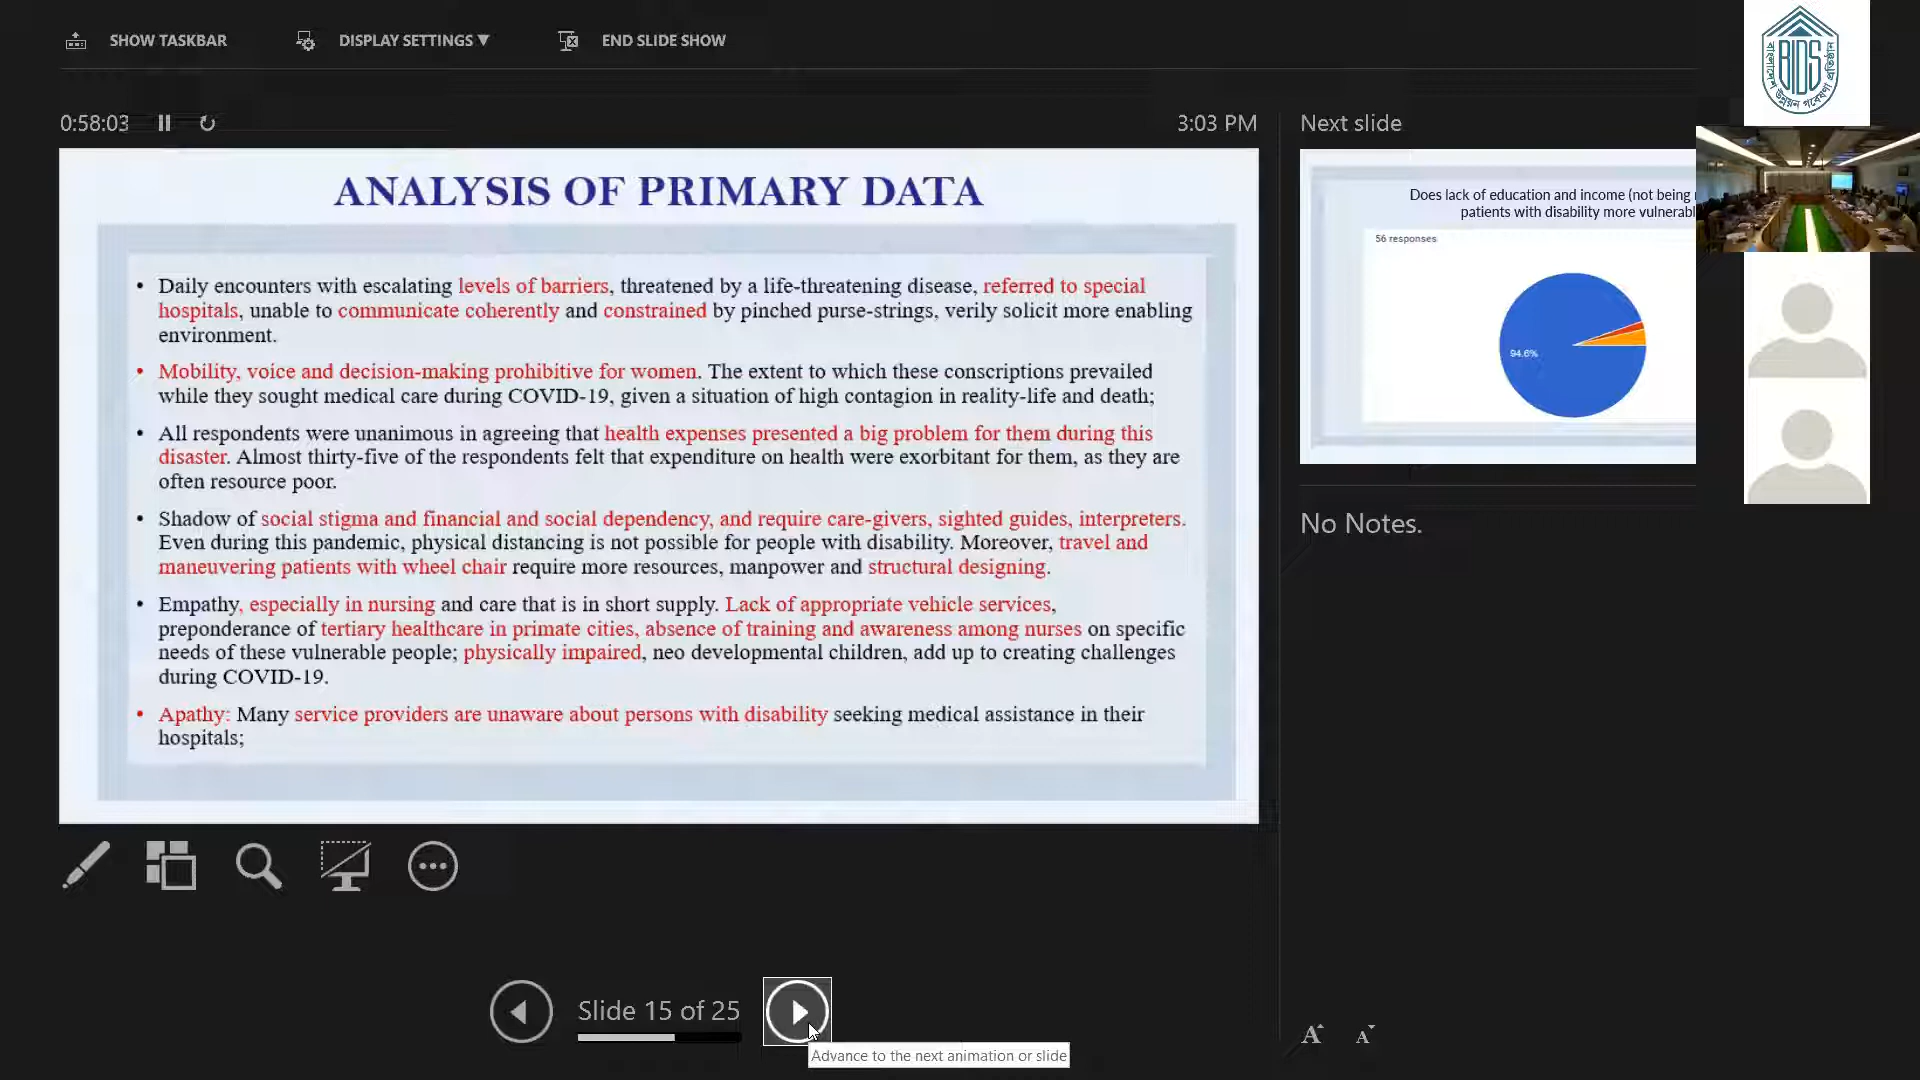 SHOW TASKBAR
DISPLAY SETTINGS ▼
END SLIDE SHOW
0:58:03
3:03 PM
Next slide
ANALYSIS OF PRIMARY DATA
• Daily encounters with escalating levels of barriers, threatened by a life-threatening disease, referred to special
hospitals, unable to communicate coherently and constrained by pinched purse-strings, verily solicit more enabling
environment.
• Mobility, voice and decision-making prohibitive for women. The extent to which these conscriptions prevailed
while they sought medical care during COVID-19, given a situation of high contagion in reality-life and death;
• All respondents were unanimous in agreeing that health expenses presented a big problem for them during this
disaster. Almost thirty-five of the respondents felt that expenditure on health were exorbitant for them, as they are
often resource poor.
• Shadow of social stigma and financial and social dependency, and require care-givers, sighted guides, interpreters.
Even during this pandemic, physical distancing is not possible for people with disability. Moreover, travel and
maneuvering patients with wheel chair require more resources, manpower and structural designing.
• Empathy, especially in nursing and care that is in short supply. Lack of appropriate vehicle services,
preponderance of tertiary healthcare in primate cities, absence of training and awareness among nurses on specific
needs of these vulnerable people; physically impaired, neo developmental children, add up to creating challenges
during COVID-19.
• Apathy: Many service providers are unaware about persons with disability seeking medical assistance in their
hospitals;
Does lack of education and income (not being
patients with disability more vulnerabl
56 responses
94.6%
No Notes.
Slide 15 of 25
Advance to the next animation or slide
A A
BIDS
বাংলাদেশ উন্নয়ন গবেষণা প্রতিষ্ঠান